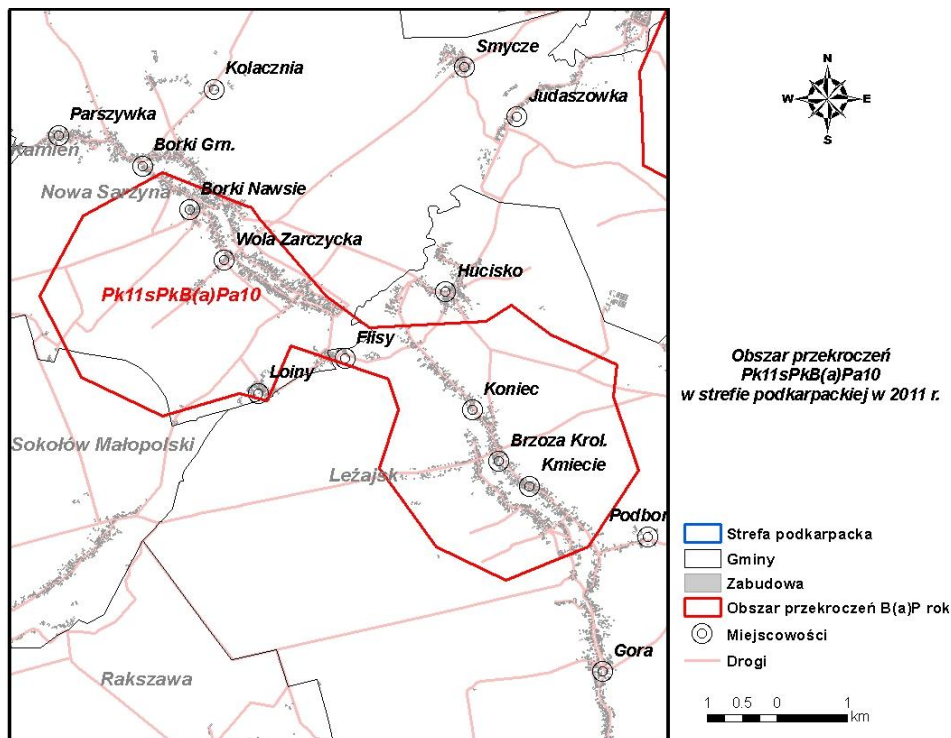 Smycze
Kolacznia
Judaszowka
Parszywka
Kamień
Borki Grn.
Nowa Sarzyna
Borki Nawsie
Wola Zarczycka
Hucisko
Pk11sPkB(a)Pa10
Flisy
Loiny
Koniec
Sokołów Małopolski
Brzoza Krol.
Leżajsk
Kmiecie
Podbor
Gora
Rakszawa
N
W E
S
Obszar przekroczeń
Pk11sPkB(a)Pa10
w strefie podkarpackiej w 2011 r.
Strefa podkarpacka
Gminy
Zabudowa
Obszar przekroczeń B(a)P rok
Miejscowości
Drogi
1 0.5 0 1
km